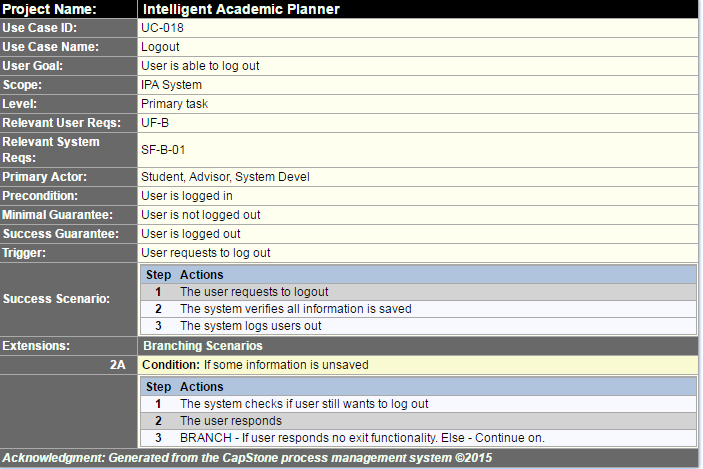 Project Name: Intelligent Academic Planner
Use Case ID: UC-018
Use Case Name: Logout
User Goal: User is able to log out
Scope: IPA System
Level: Primary task
Relevant User Reqs: UF-B
Relevant System
Reqs: SF-B-01
Primary Actor: Student, Advisor, System Devel
Precondition: User is logged in
Minimal Guarantee: User is not logged out
Success Guarantee: User is logged out
Trigger: User requests to log out
Success Scenario:
Step Actions
1 The user requests to logout
2 The system verifies all information is saved
3 The system logs users out
Extensions: Branching Scenarios
2A Condition: If some information is unsaved
Step Actions
1 The system checks if user still wants to log out
2 The user responds
3 BRANCH - If user responds no exit functionality. Else - Continue on.
Acknowledgment: Generated from the CapStone process management system ©2015